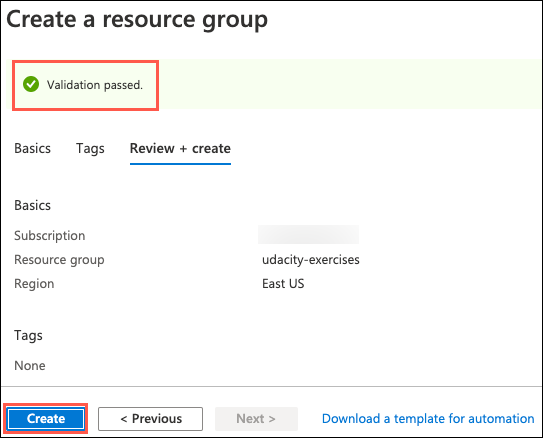 Create a resource group
Validation passed.
Basics Tags Review + create
Basics
Subscription
Resource group udacity-exercises
Region East US
Tags
None
Create < Previous Next > Download a template for automation